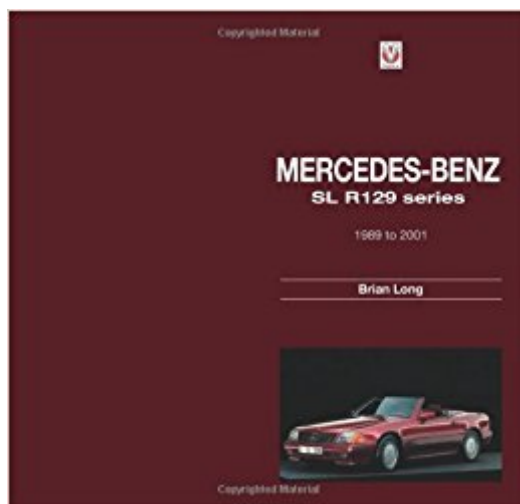 Copyrighted Material
MERCEDES-BENZ
SL R129 series
1989 to 2001
Brian Long
Copyrighted Material